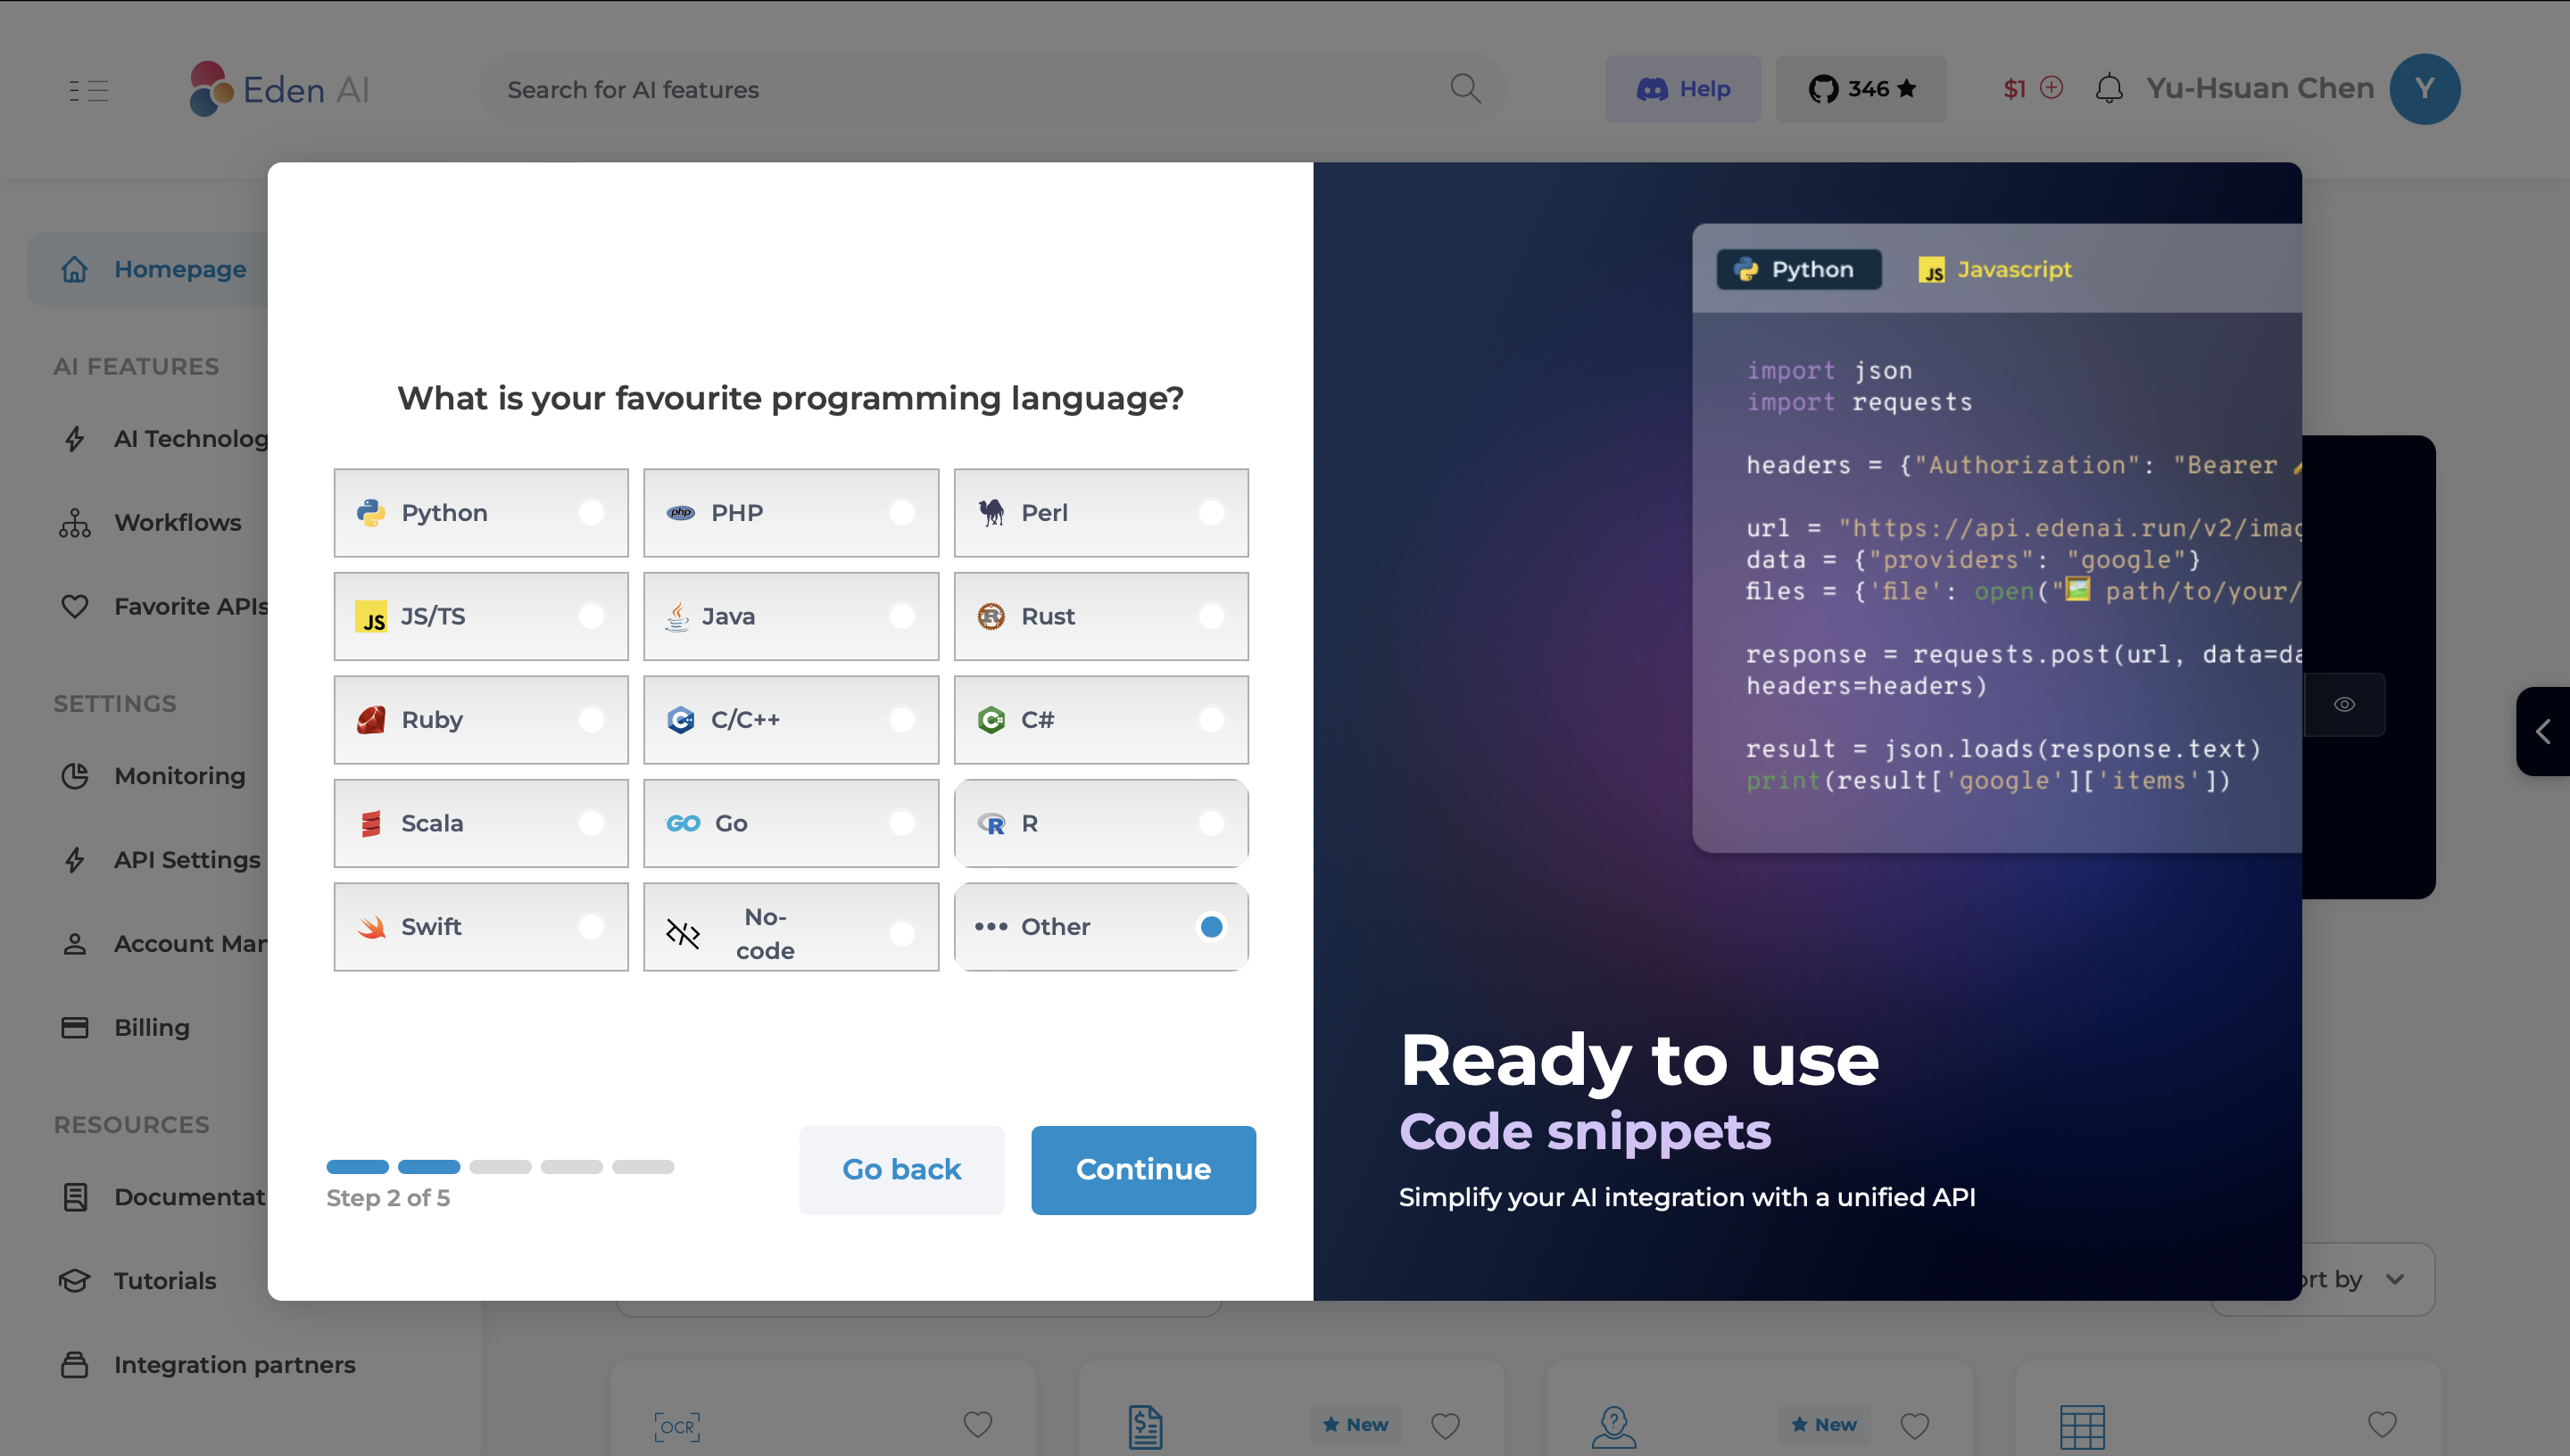 Eden AI
Search for AI features
Help
346
$1
Yu-Hsuan Chen
Y
Homepage
AI FEATURES
AI Technolog
Workflows
Favorite APIs
SETTINGS
Monitoring
API Settings
Account Man
Billing
RESOURCES
Documentat
Tutorials
Integration partners
What is your favourite programming language?
Python
php PHP
Perl
JS JS/TS
Java
R Rust
Ruby
C++ C/C++
C# C#
Scala
GO Go
R R
Swift
No-
code
Other
Step 2 of 5
Go back
Continue
Python
JS Javascript
import json
import requests
headers = {"Authorization": "Bearer
url = "https://api.edenai.run/v2/imag
data = {"providers": "google"}
files = {'file': open("🖼️ path/to/your/
response = requests.post(url, data=da
headers=headers)
result = json.loads(response.text)
print(result['google']['items'])
Ready to use
Code snippets
Simplify your AI integration with a unified API
ort by
OCR
New
New